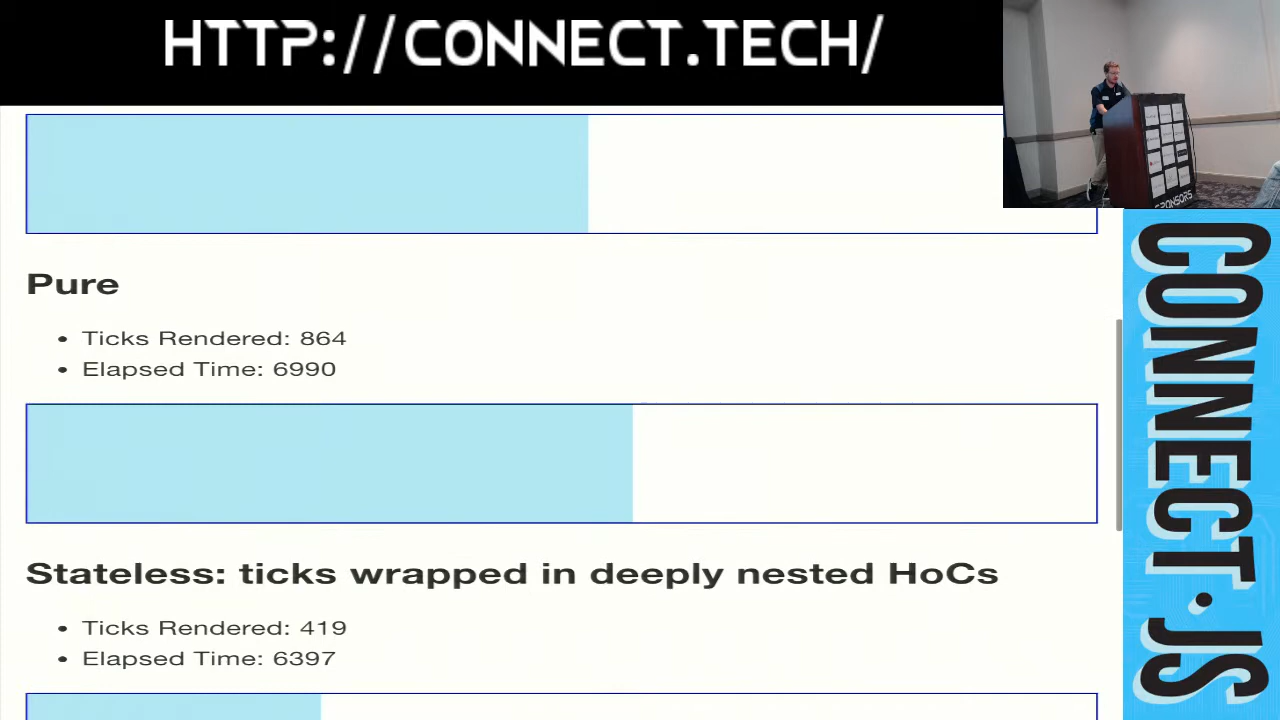 HTTP://CONNECT.TECH/
Pure
Ticks Rendered: 864
Elapsed Time: 6990
Stateless: ticks wrapped in deeply nested HoCs
Ticks Rendered: 419
Elapsed Time: 6397
SPONSORS
CONNECT.JS